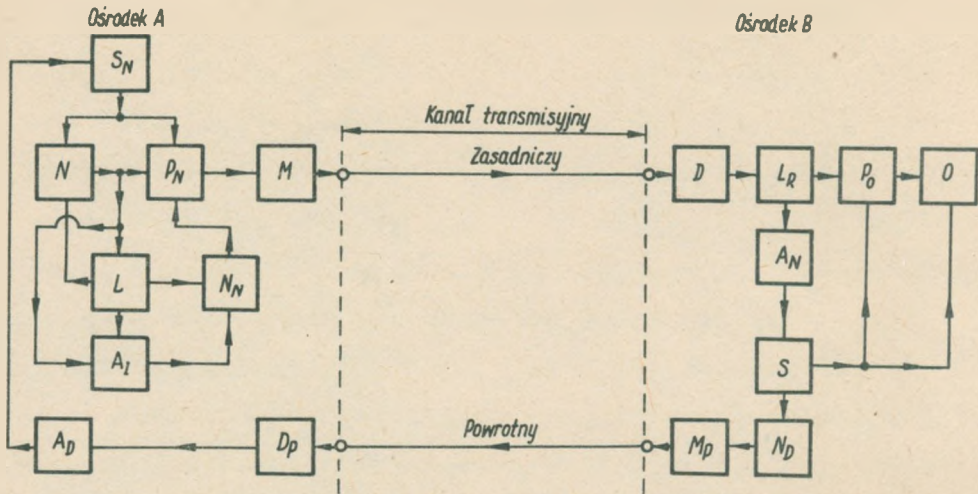 Ośrodek A
Ośrodek B
S_N
Kanał transmisyjny
N
P_N
M
Zasadniczy
D
L_R
P_O
O
A_N
L
N_N
A_I
S
A_D
D_P
Powrotny
M_P
N_D